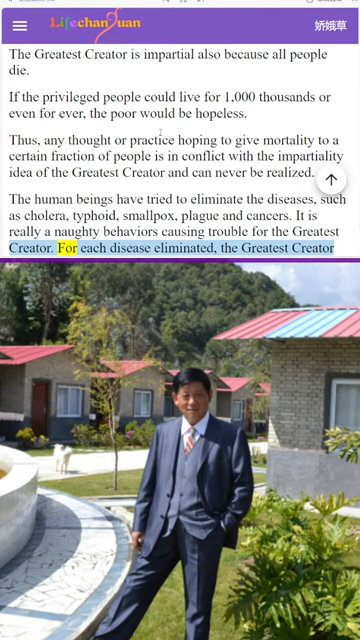 Lifechanyuan
娇娥草
The Greatest Creator is impartial also because all people
die.
If the privileged people could live for 1,000 thousands or
even for ever, the poor would be hopeless.
Thus, any thought or practice hoping to give mortality to a
certain fraction of people is in conflict with the impartiality
idea of the Greatest Creator and can never be realized.
The human beings have tried to eliminate the diseases, such
as cholera, typhoid, smallpox, plague and cancers. It is
really a naughty behaviors causing trouble for the Greatest
Creator. For each disease eliminated, the Greatest Creator